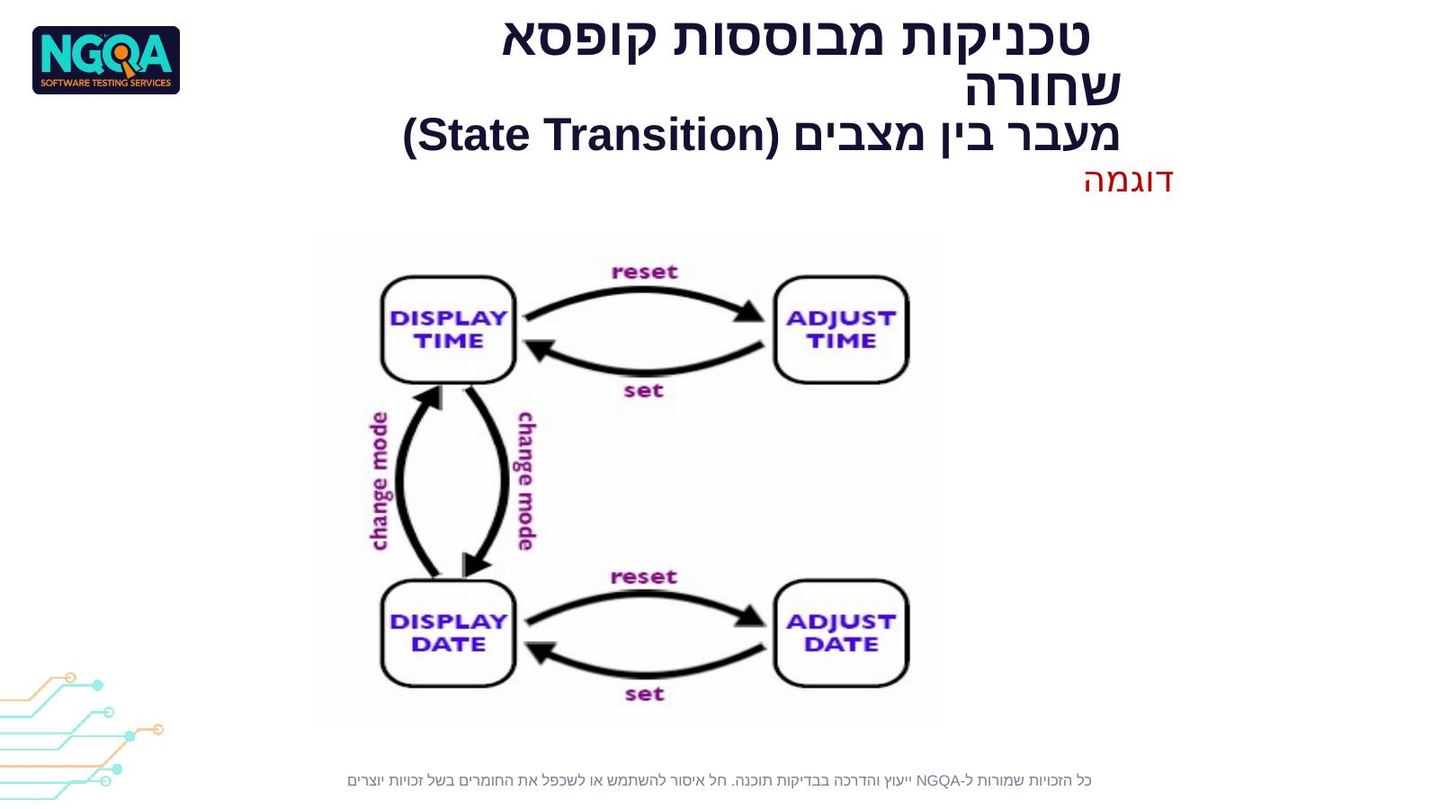 NGQA
SOFTWARE TESTING SERVICES
טכניקות מבוססות קופסא
שחורה
מעבר בין מצבים (State Transition)
דוגמה
reset
DISPLAY
TIME
ADJUST
TIME
set
change mode
change mode
reset
DISPLAY
DATE
ADJUST
DATE
set
כל הזכויות שמורות ל-NGQA ייעוץ והדרכה בבדיקות תוכנה. חל איסור להשתמש או לשכפל את החומרים בשל זכויות יוצרים